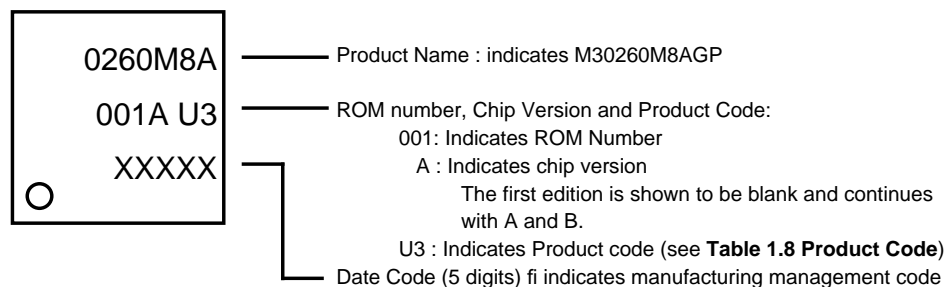 0260M8A
001A U3
XXXXX
Product Name : indicates M30260M8AGP
ROM number, Chip Version and Product Code:
001: Indicates ROM Number
A : Indicates chip version
The first edition is shown to be blank and continues
with A and B.
U3 : Indicates Product code (see Table 1.8 Product Code)
Date Code (5 digits) fi indicates manufacturing management code